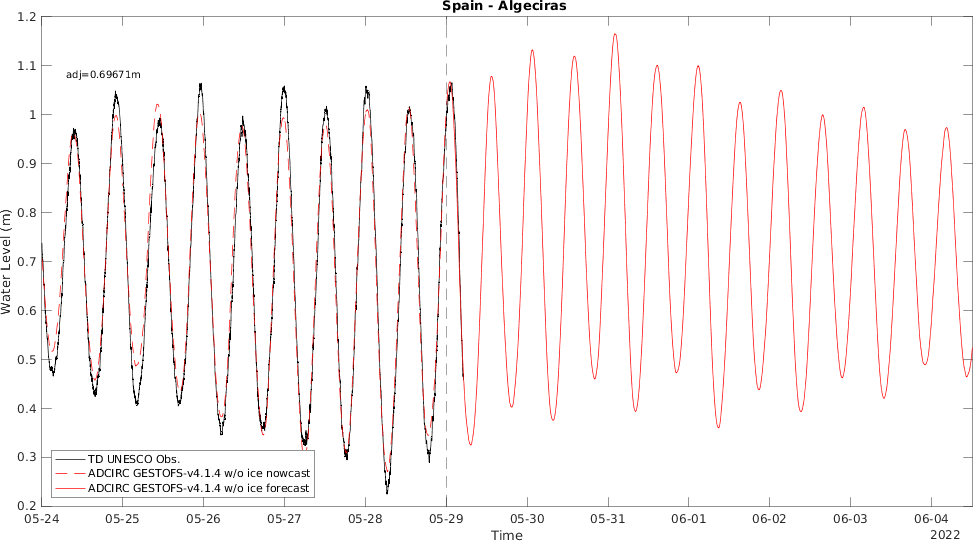 Spain - Algeciras
adj=0.69671m
Water Level (m)
1.2
1.1
1
0.9
0.8
0.7
0.6
0.5
0.4
0.3
0.2
TD UNESCO Obs.
ADCIRC GESTOFS-v4.1.4 w/o ice nowcast
ADCIRC GESTOFS-v4.1.4 w/o ice forecast
05-24 05-25 05-26 05-27 05-28 05-29 05-30 05-31 06-01 06-02 06-03 06-04
Time
2022